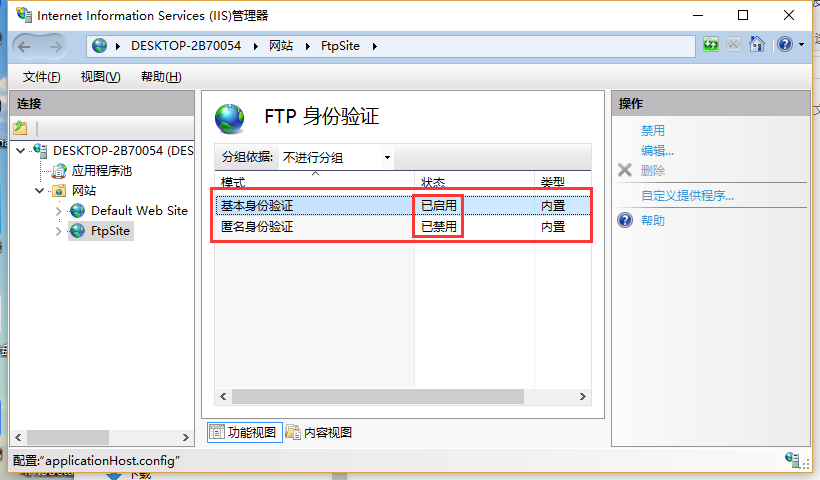 Internet Information Services (IIS)管理器
DESKTOP-2B70054 网站 FtpSite
文件(F) 视图(V) 帮助(H)
连接
DESKTOP-2B70054 (DES
应用程序池
网站
Default Web Site
FtpSite
FTP 身份验证
分组依据: 不进行分组
模式 状态 类型
基本身份验证 已启用 内置
匿名身份验证 已禁用 内置
功能视图 内容视图
操作
禁用
编辑...
删除
自定义提供程序...
帮助
配置:"applicationHost.config"
下载